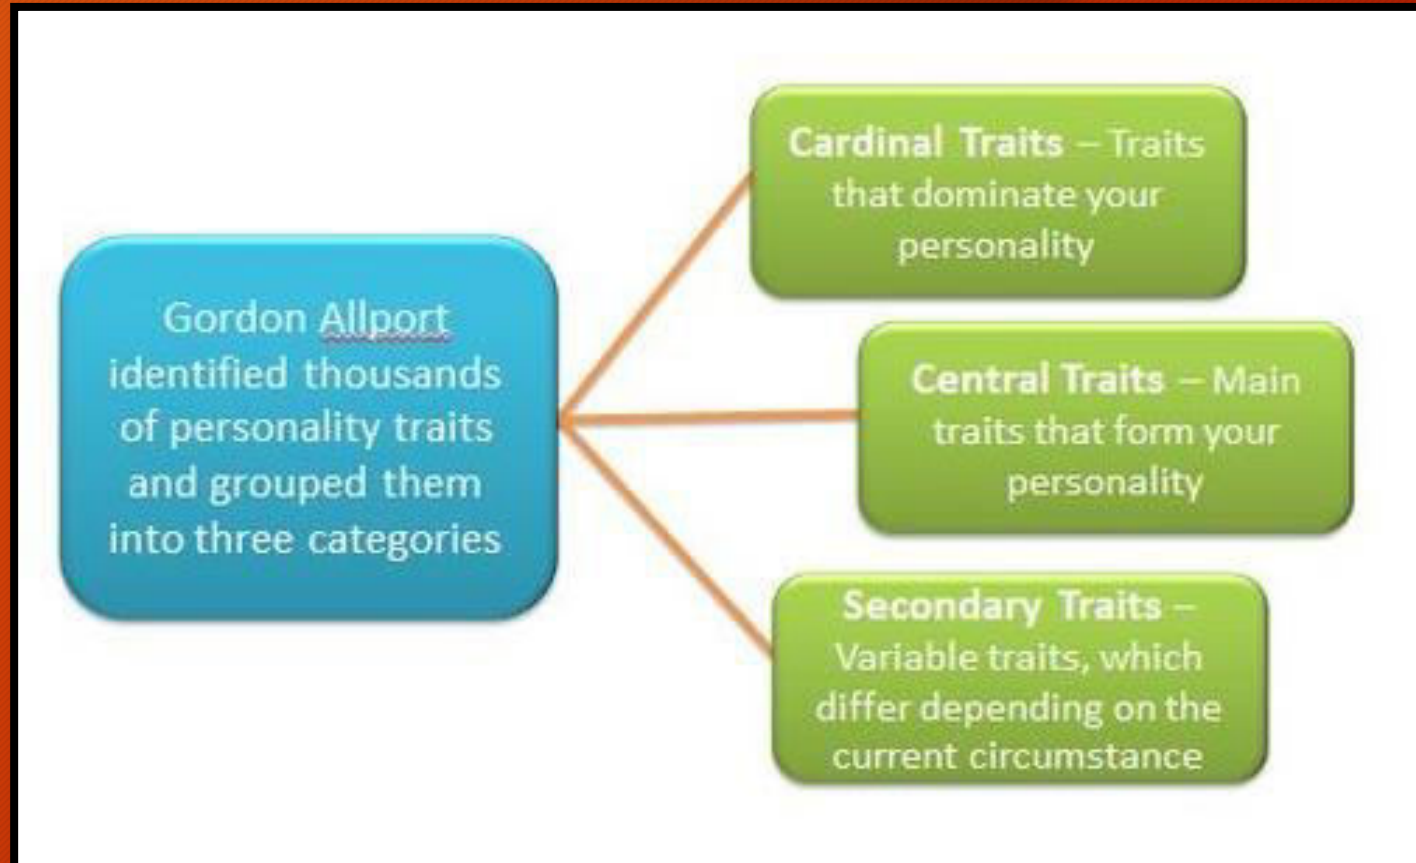 Gordon Allport
identified thousands
of personality traits
and grouped them
into three categories
Cardinal Traits – Traits
that dominate your
personality
Central Traits – Main
traits that form your
personality
Secondary Traits –
Variable traits, which
differ depending on the
current circumstance